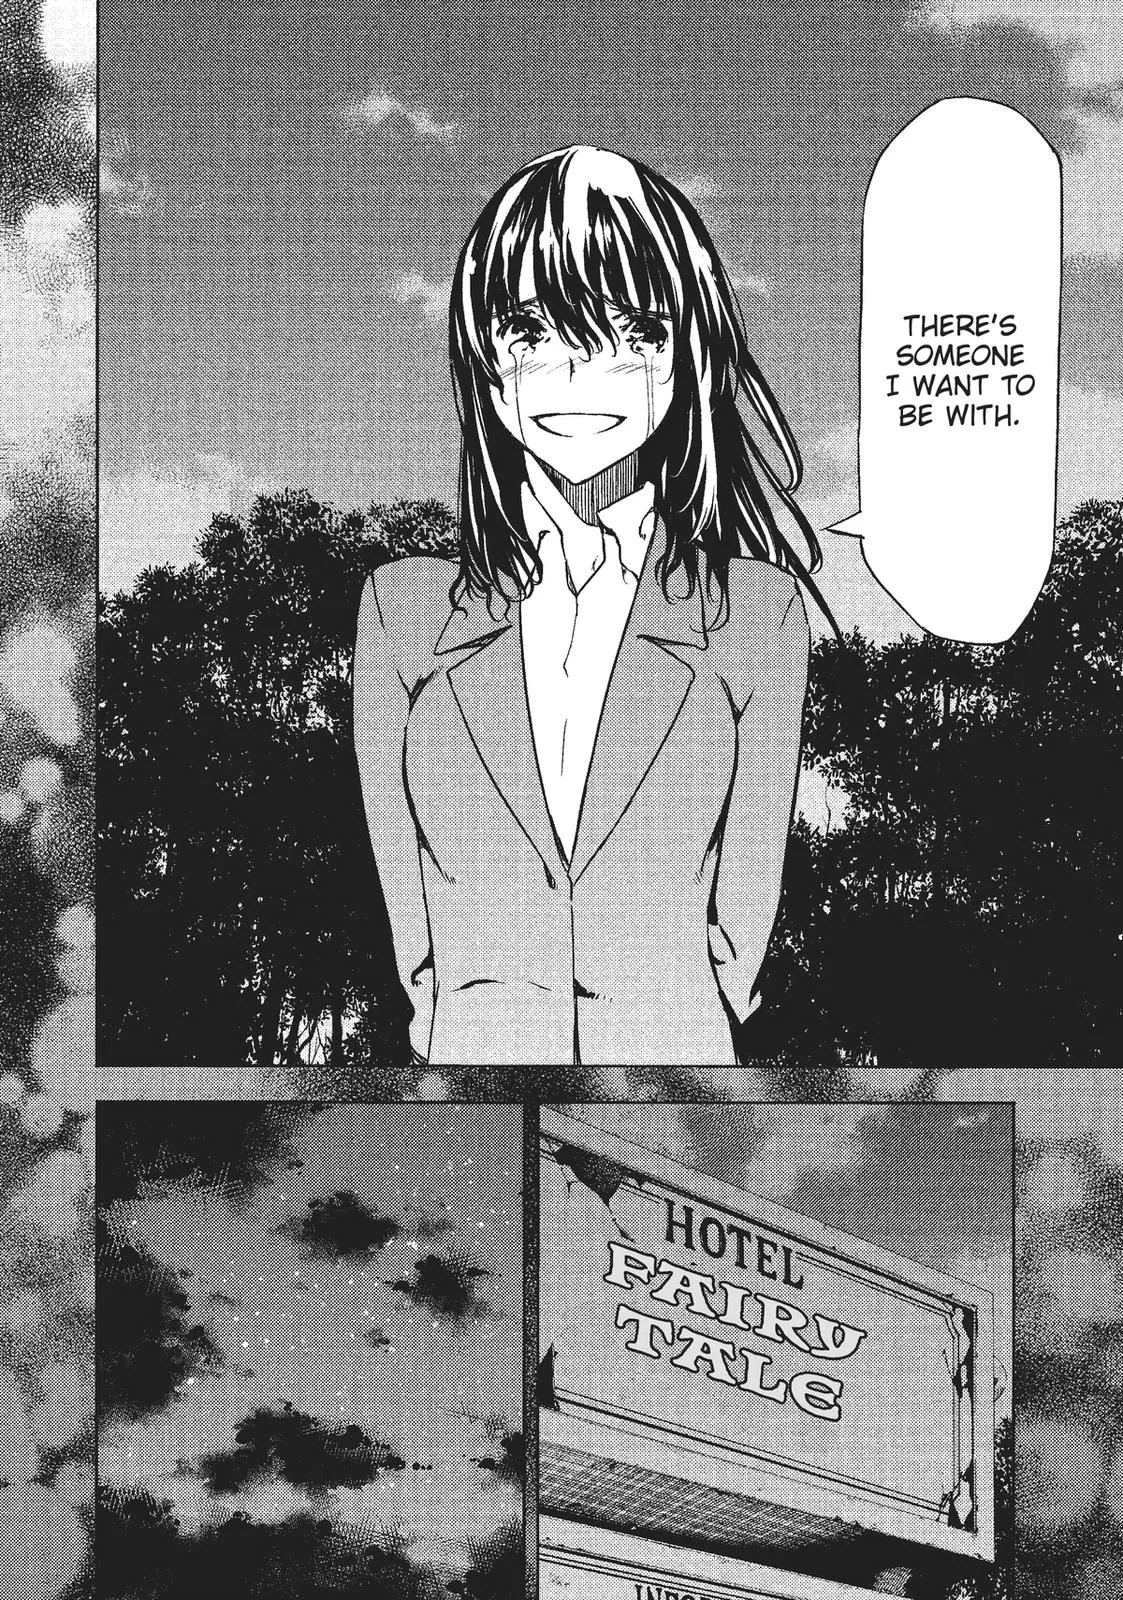 THERE'S
SOMEONE
I WANT TO
BE WITH.
HOTEL
FAIRY
TALE